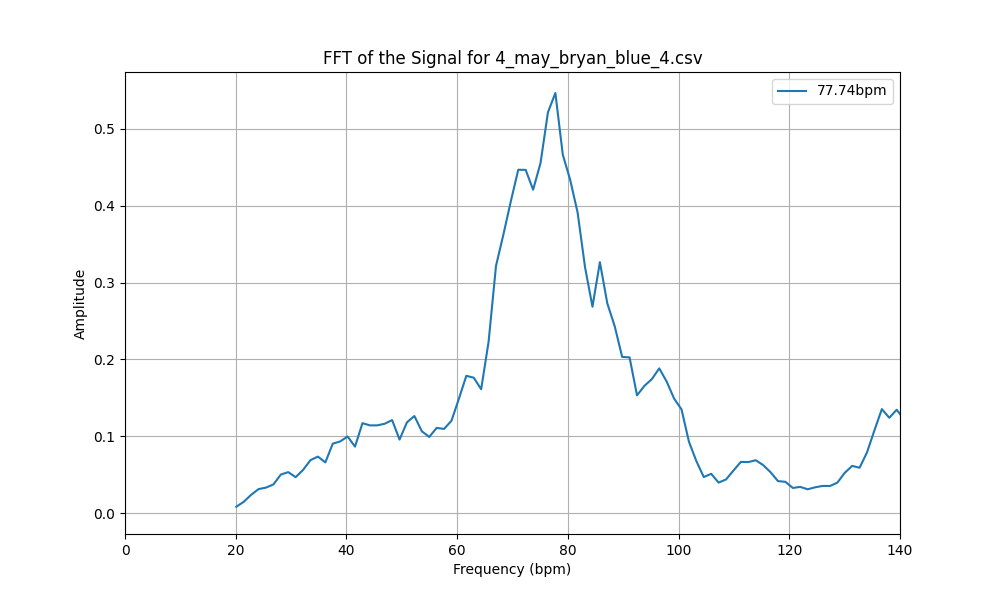 FFT of the Signal for 4_may_bryan_blue_4.csv
77.74bpm
Amplitude
0.5
0.4
0.3
0.2
0.1
0.0
0 20 40 60 80 100 120 140
Frequency (bpm)